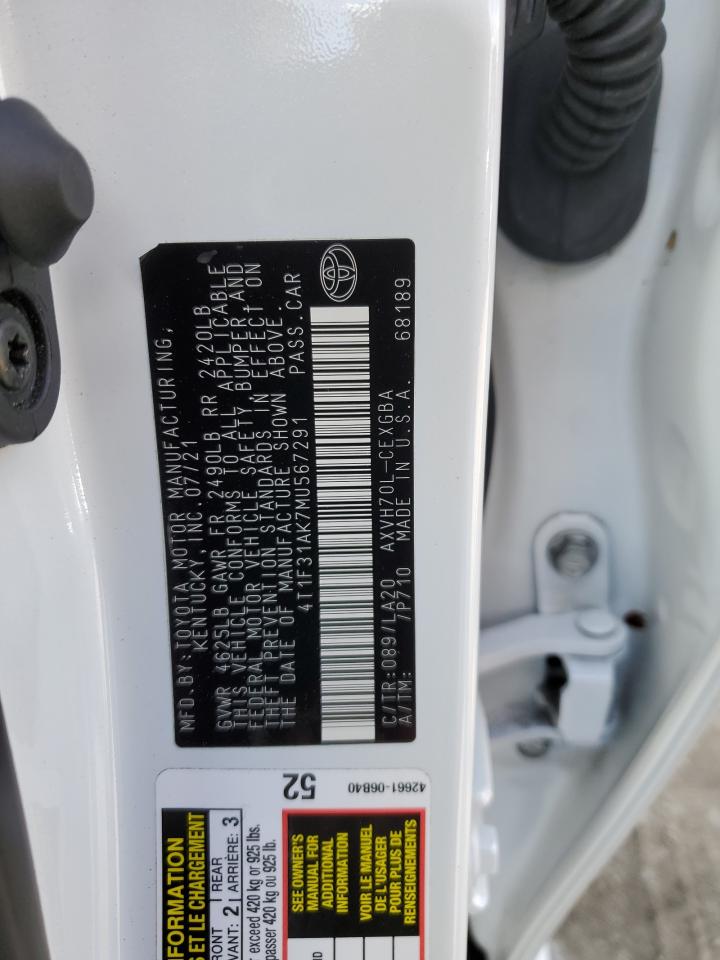 MFD. BY: TOYOTA MOTOR MANUFACTURING,
KENTUCKY, INC. 07/21
GVWR 4625LB GAWR FR 2490LB RR 2420LB
THIS VEHICLE CONFORMS TO ALL APPLICABLE
FEDERAL MOTOR VEHICLE SAFETY, BUMPER AND
THEFT PREVENTION STANDARDS IN EFFECT ON
THE DATE OF MANUFACTURE SHOWN ABOVE.
4T1F31AK7MU567291 PASS. CAR
C/TR: 089/LA20 AXVH70L-CEXGBA
A/TM: 7P710 MADE IN U.S.A. 68189
FORMATION
S ET LE CHARGEMENT
RONT 2 REAR 3
VANT: ARRIÈRE:
exceed 420 kg or 925 lbs.
passer 420 kg ou 925 lb.
52
SEE OWNER'S
MANUAL FOR
ADDITIONAL
INFORMATION
VOIR LE MANUEL
DE L'USAGER
POUR PLUS DE
RENSEIGNEMENTS
42661-06B40